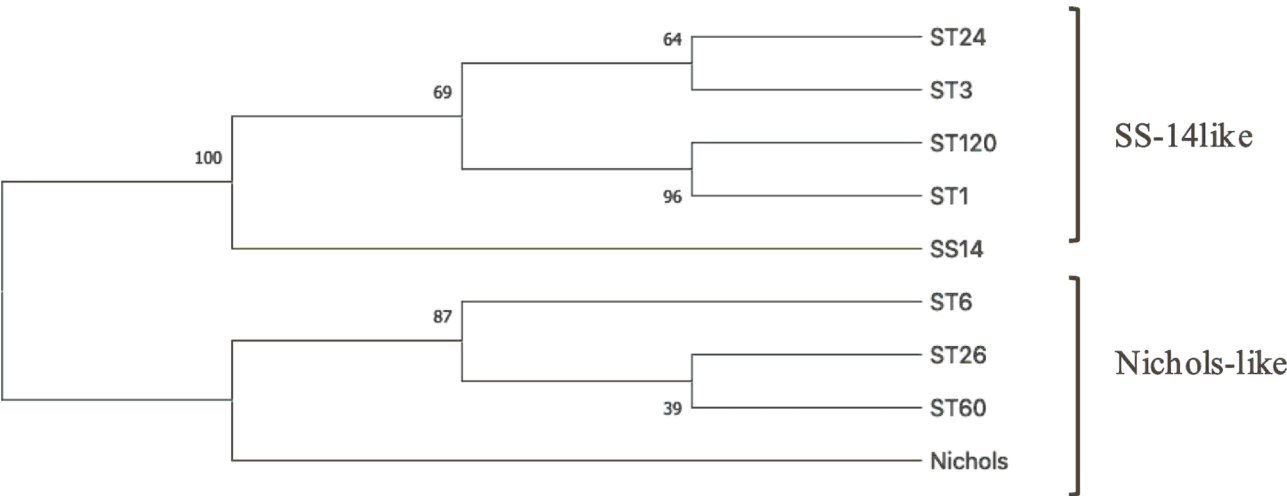 64
ST24
ST3
69
ST120
100
96
ST1
SS-14like
SS14
87
ST6
ST26
Nichols-like
39
ST60
Nichols